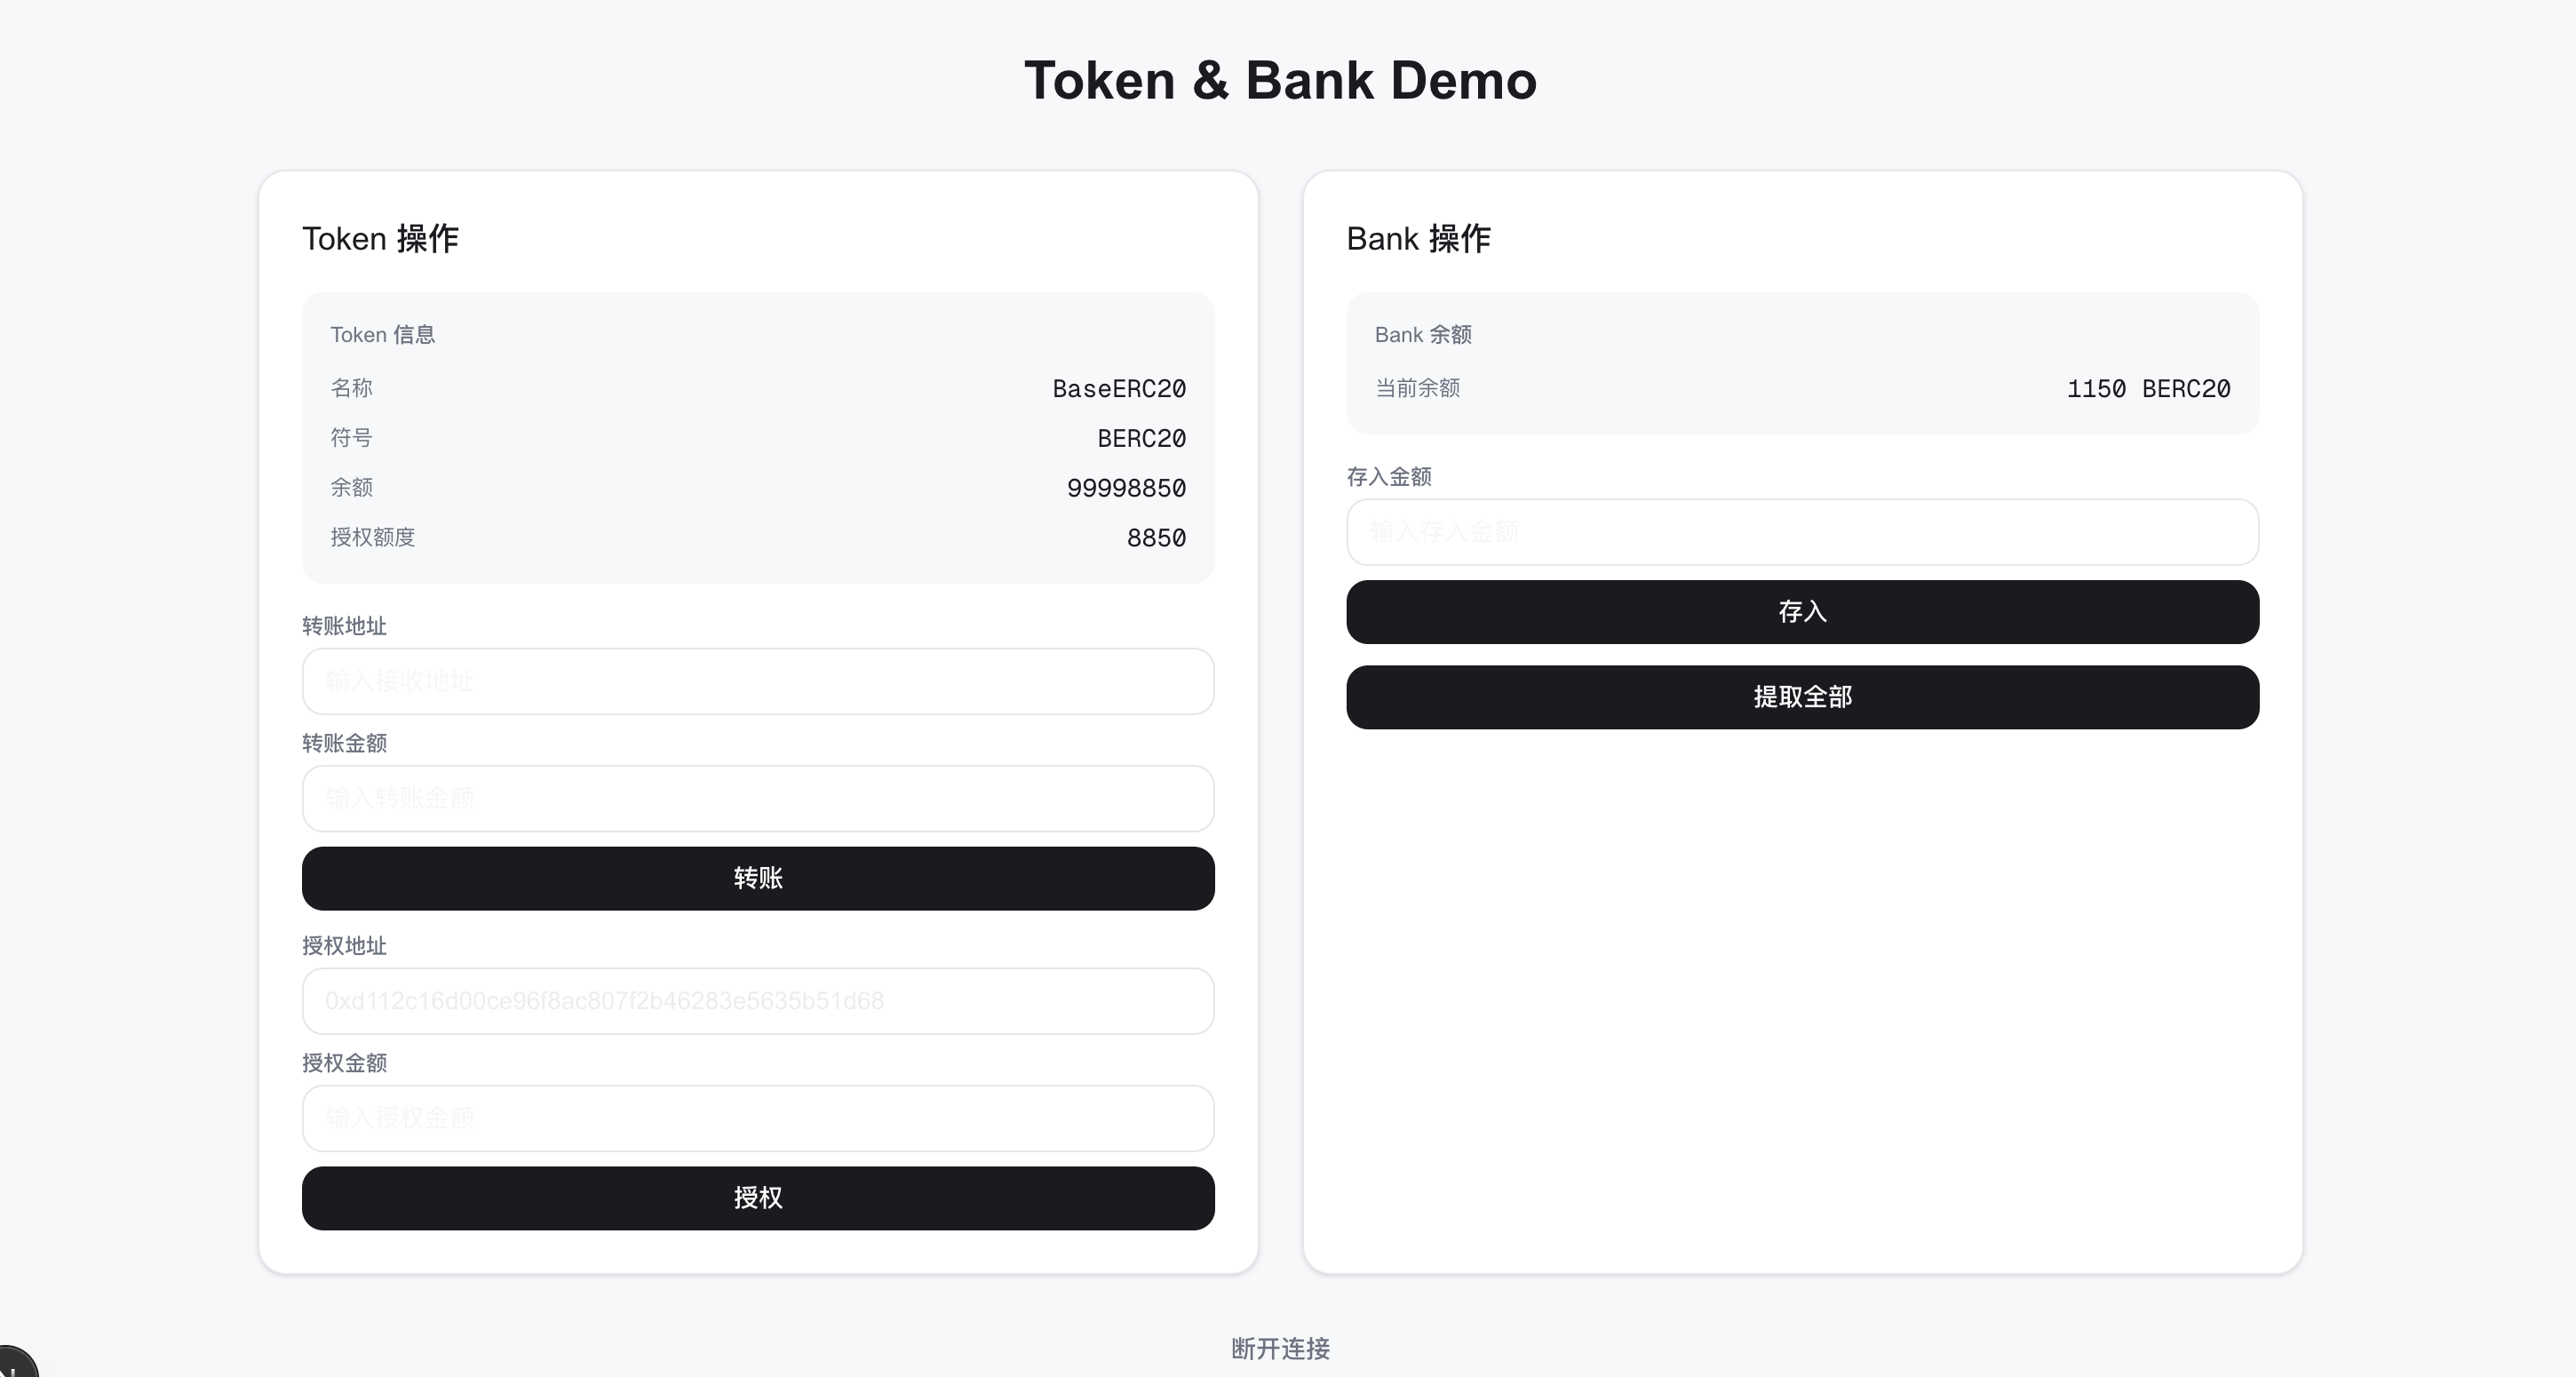 Token & Bank Demo
Token 操作
Token 信息
名称 BaseERC20
符号 BERC20
余额 99998850
授权额度 8850
转账地址
输入接收地址
转账金额
输入转账金额
转账
授权地址
0xd112c16d00ce96f8ac807f2b46283e5635b51d68
授权金额
输入授权金额
授权
Bank 操作
Bank 余额
当前余额 1150 BERC20
存入金额
输入存入金额
存入
提取全部
断开连接